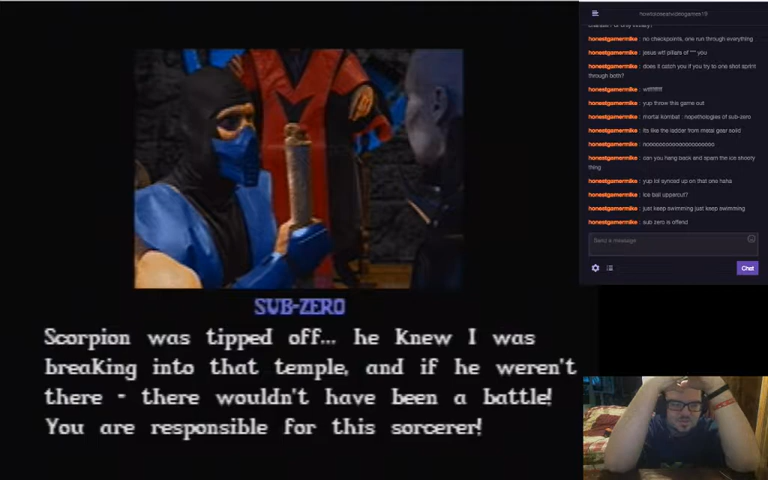 SUB-ZERO
Scorpion was tipped off... he knew I was
breaking into that temple, and if he weren't
there - there wouldn't have been a battle!
You are responsible for this sorcerer!
honestgamermike : no checkpoints, one run through everything
honestgamermike : jesus wtf pillars of *** you
honestgamermike : does it catch you if you try to one shot sprint
through both?
honestgamermike : yup throw this game out
honestgamermike : mortal kombat : nopethologies of sub-zero
honestgamermike : its like the ladder from metal gear solid
honestgamermike : can you hang back and spam the ice shooty
thing
honestgamermike : yup lol synced up on that one haha
honestgamermike : ice ball uppercut?
honestgamermike : just keep swimming just keep swimming
honestgamermike : sub zero is offend
Send a message
Chat